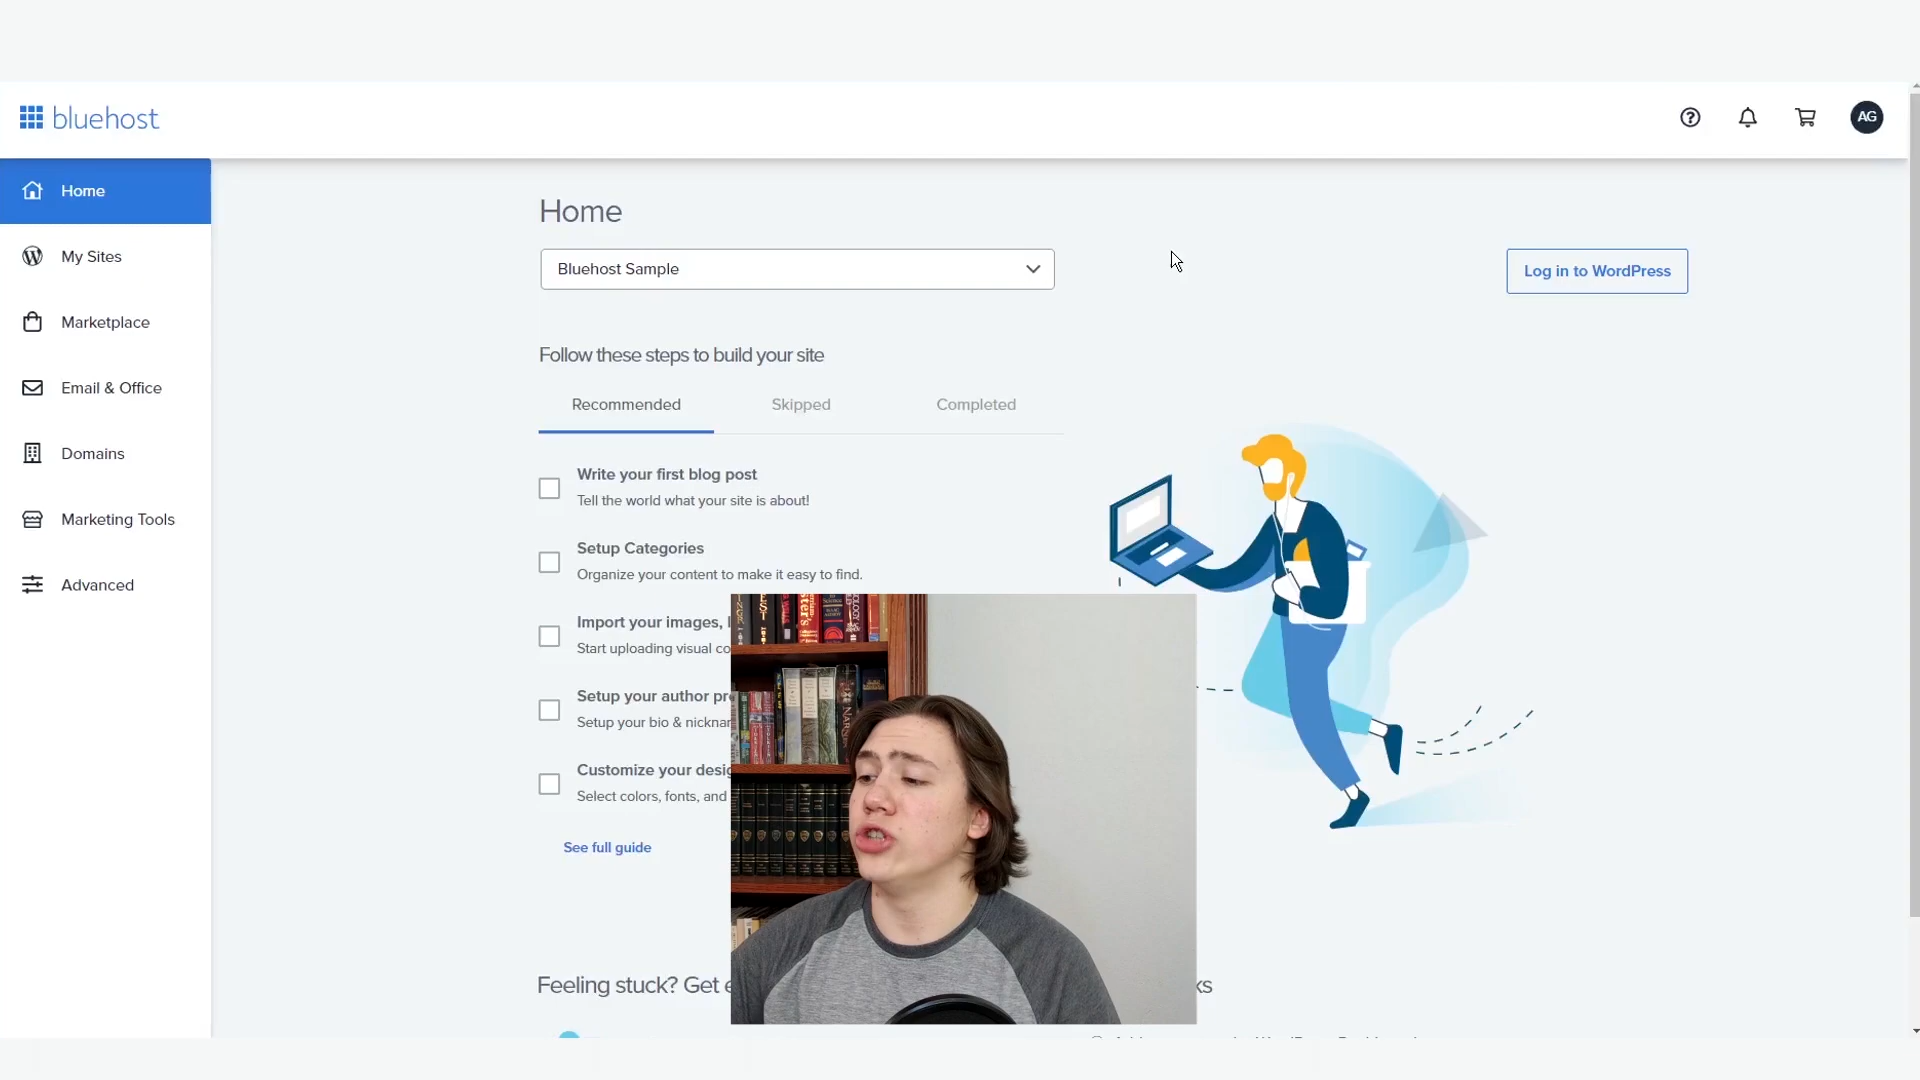 bluehost
AG
Home
My Sites
Marketplace
Email & Office
Domains
Marketing Tools
Advanced
Home
Bluehost Sample
Log in to WordPress
Follow these steps to build your site
Recommended
Skipped
Completed
Write your first blog post
Tell the world what your site is about!
Setup Categories
Organize your content to make it easy to find.
Import your images,
Start uploading visual
Setup your author
Setup your bio &
Customize your
Select colors, fonts, and
See full guide
Feeling stuck? Get